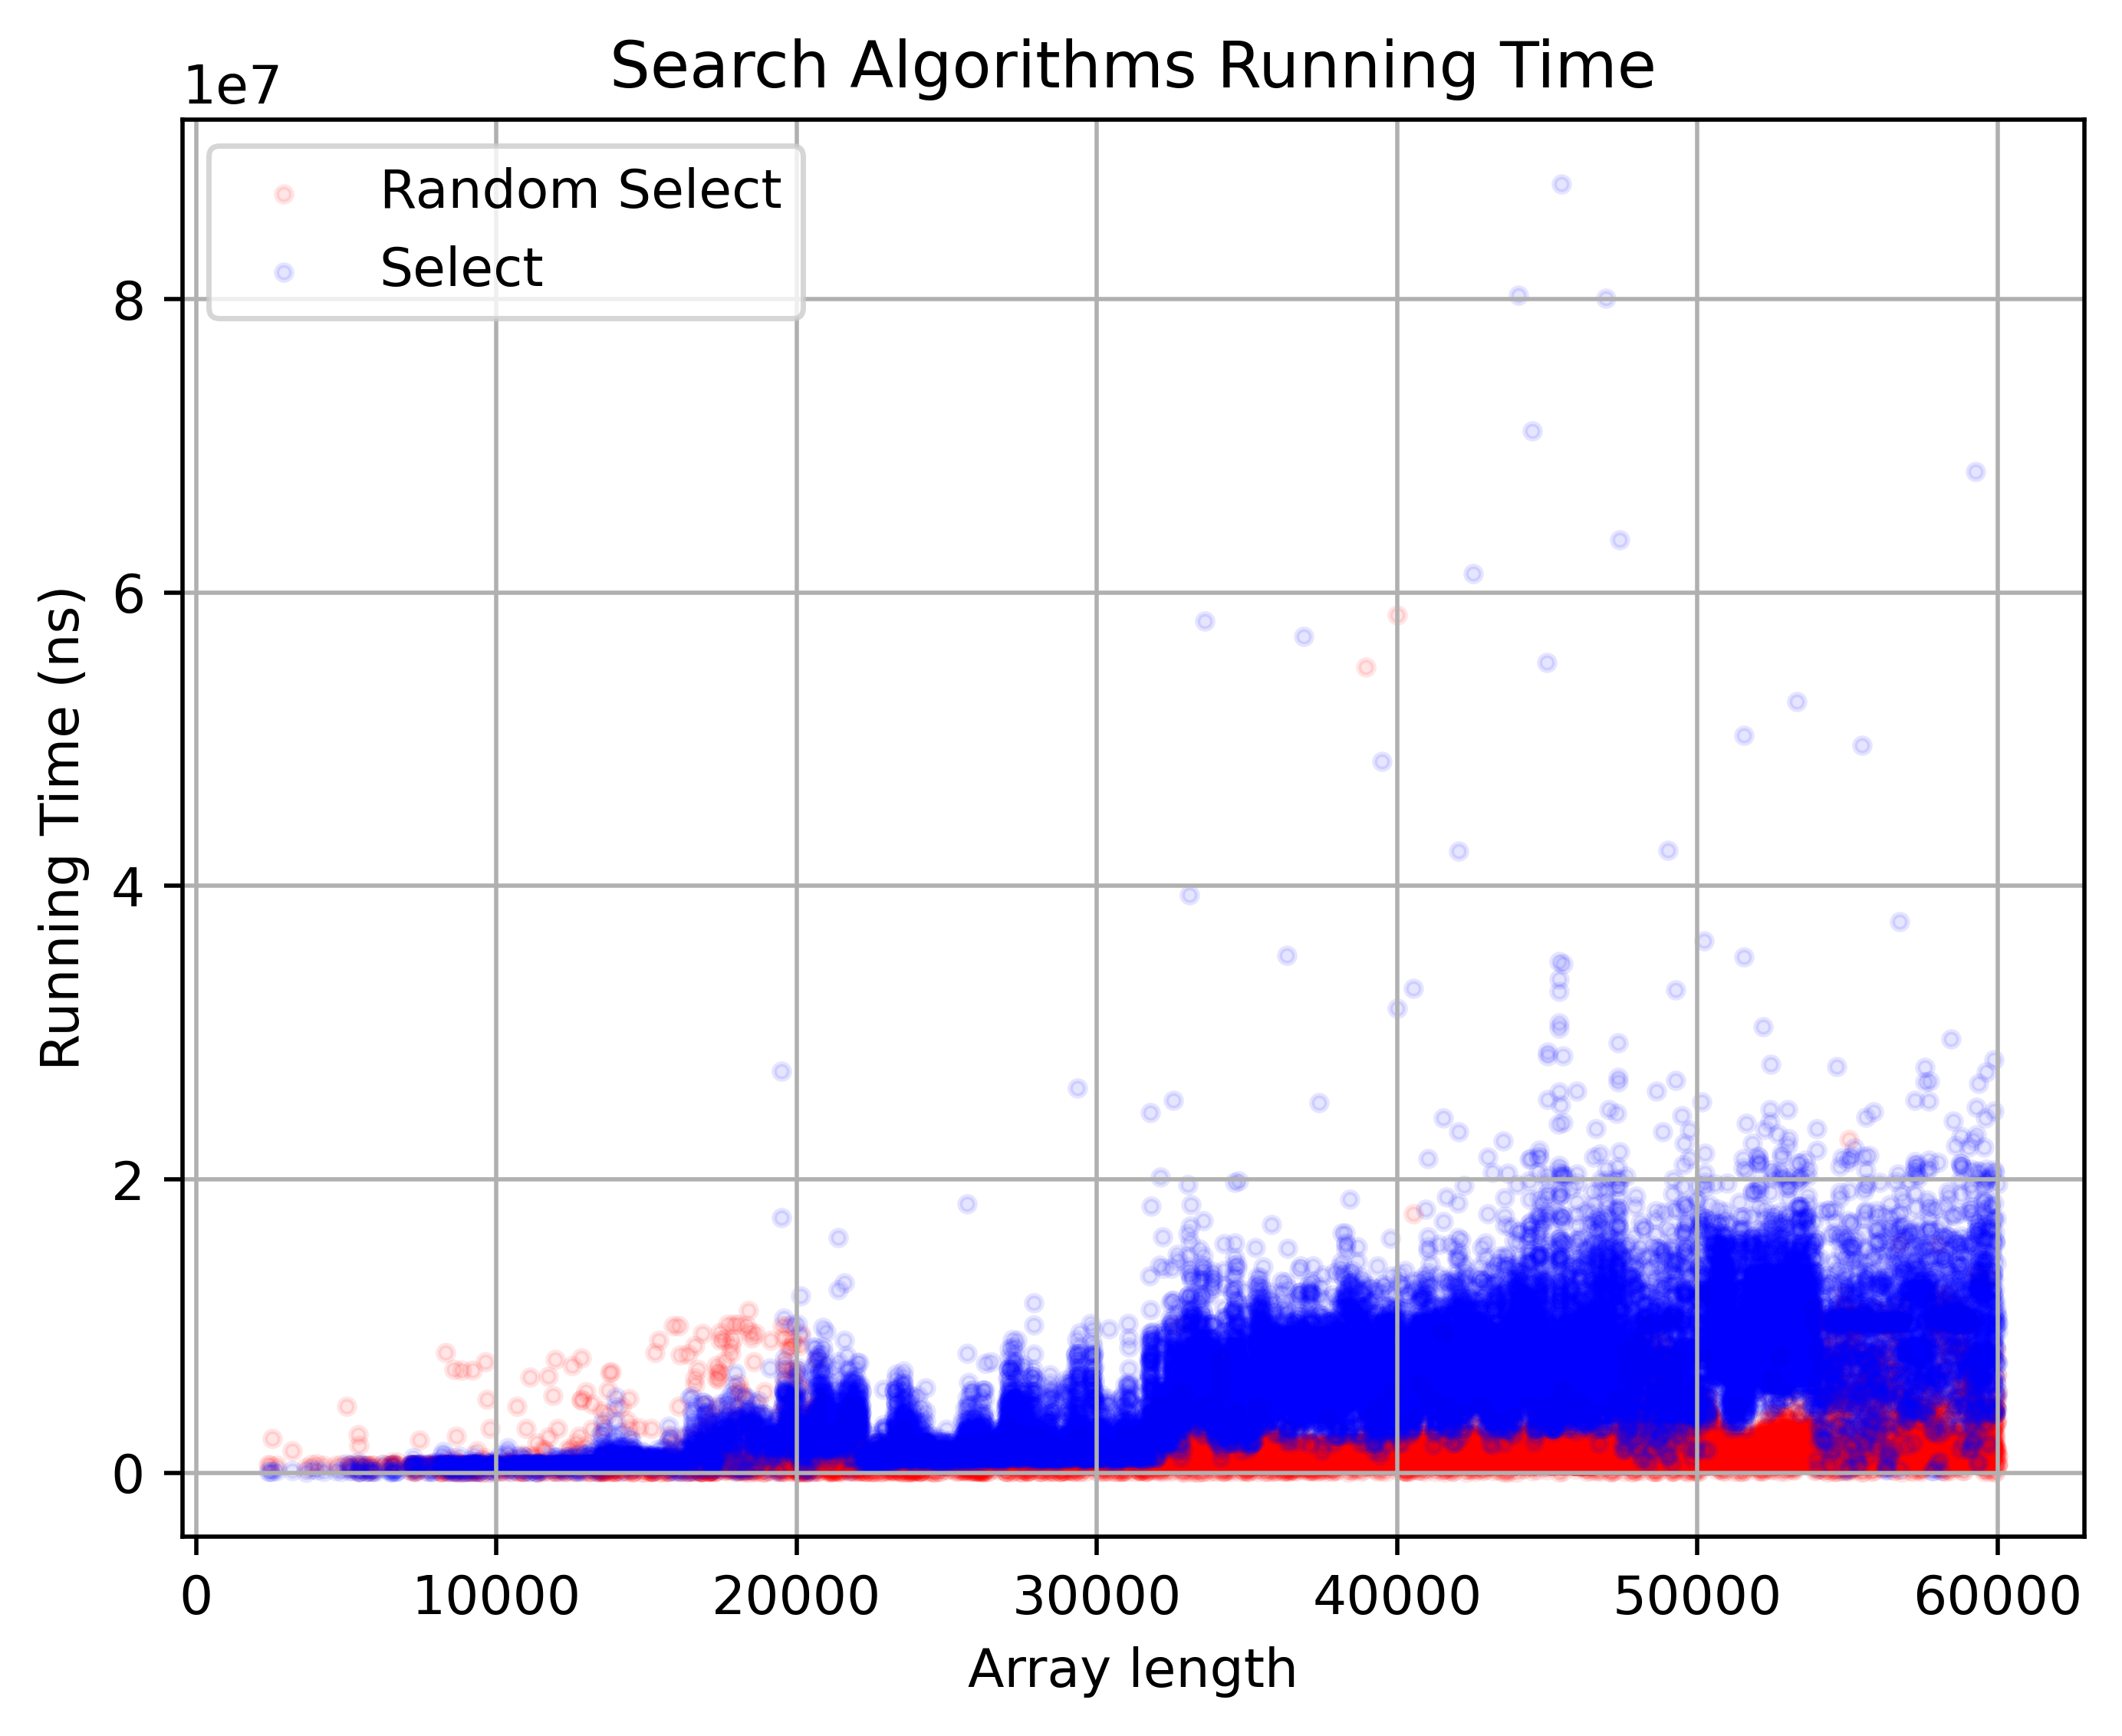 Search Algorithms Running Time
1e7
Random Select
Select
8
6
4
2
0
Running Time (ns)
0 10000 20000 30000 40000 50000 60000
Array length